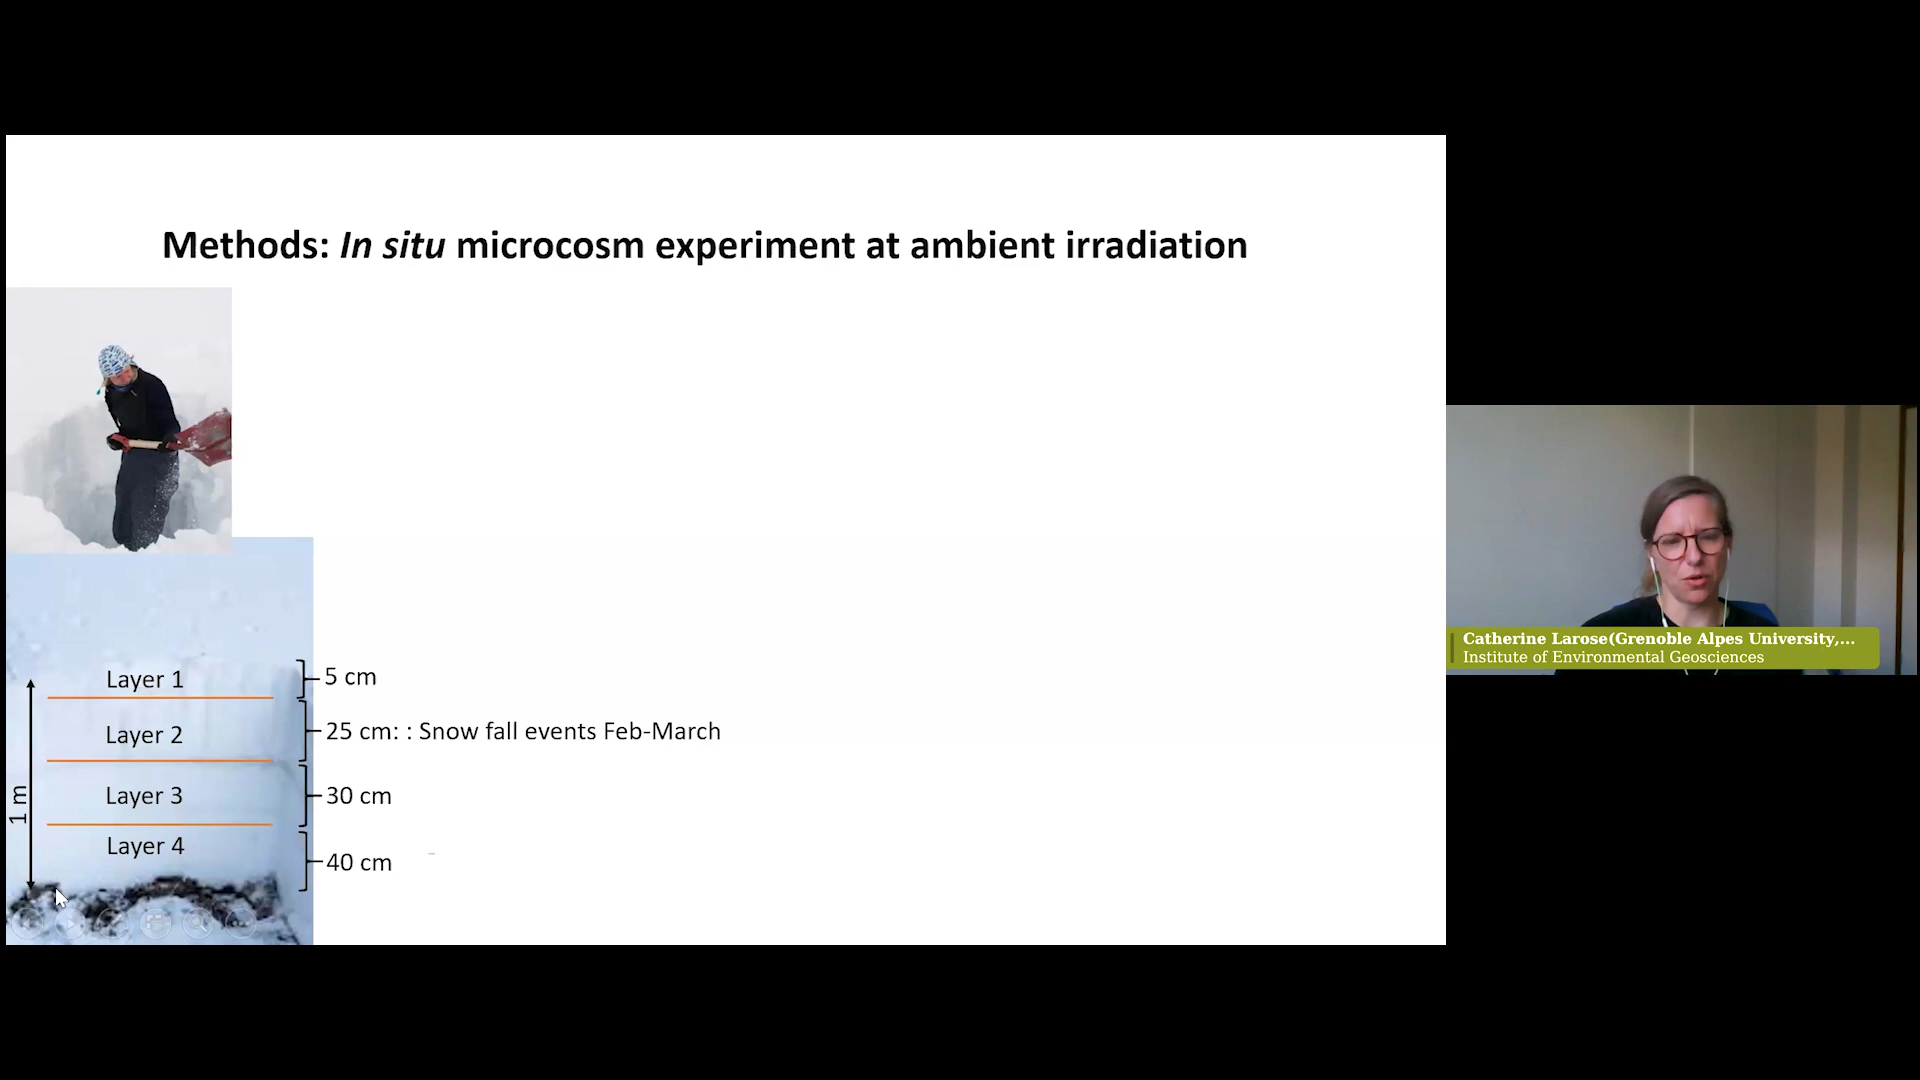 Methods: In situ microcosm experiment at ambient irradiation
Layer 1
5 cm
Layer 2
25 cm: : Snow fall events Feb-March
Layer 3
30 cm
1 m
Layer 4
40 cm
Catherine Larose(Grenoble Alpes University,...
Institute of Environmental Geosciences